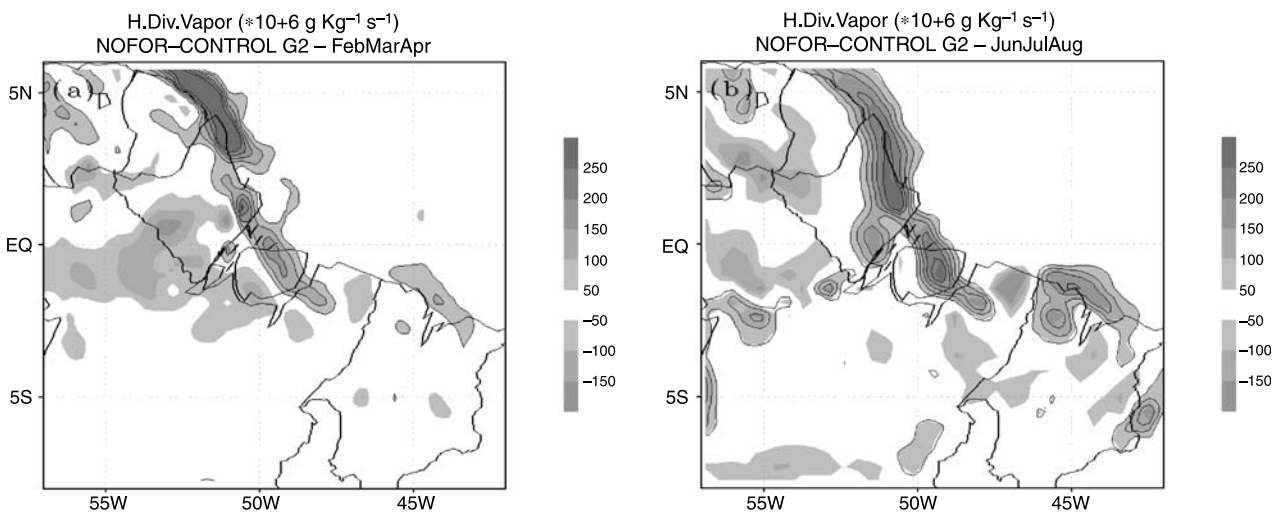 H.Div.Vapor (*10+6 g Kg⁻¹ s⁻¹)
NOFOR–CONTROL G2 – FebMarApr
(a)
5N
EQ
5S
55W 50W 45W
250
200
150
100
50
–50
–100
–150
H.Div.Vapor (*10+6 g Kg⁻¹ s⁻¹)
NOFOR–CONTROL G2 – JunJulAug
(b)
5N
EQ
5S
55W 50W 45W
250
200
150
100
50
–50
–100
–150